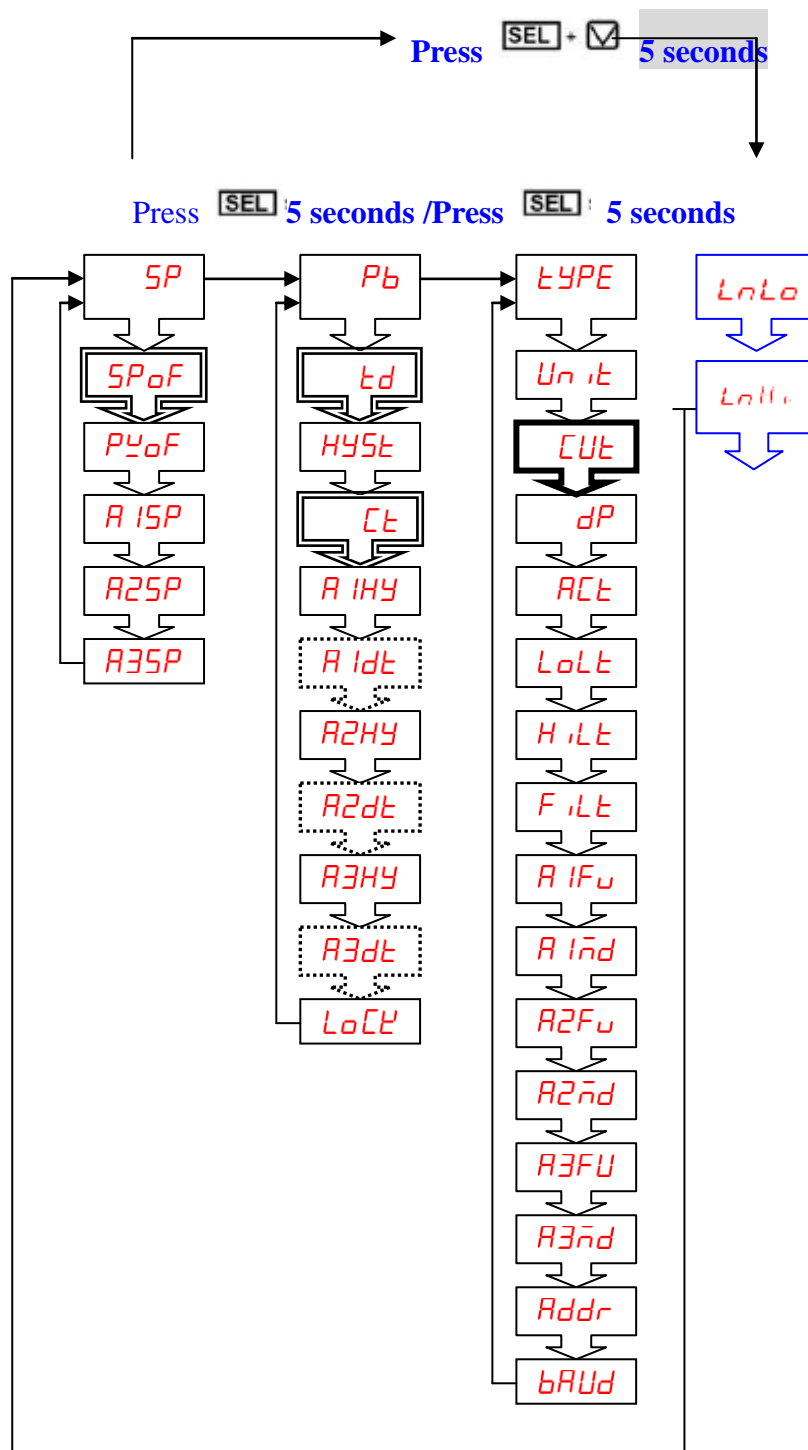 Press SEL + 5 seconds
Press SEL 5 seconds /Press SEL 5 seconds
SP
SPoF
PVoF
A1SP
A2SP
A3SP
Pb
td
HYSt
Ct
A1HY
A1dt
A2HY
A2dt
A3HY
A3dt
LoCK
tYPE
Unit
CUt
dP
ACt
LoLt
HiLt
FiLt
A1Fu
A1md
A2Fu
A2md
A3FU
A3md
Addr
bAUd
LnLo
LnHi